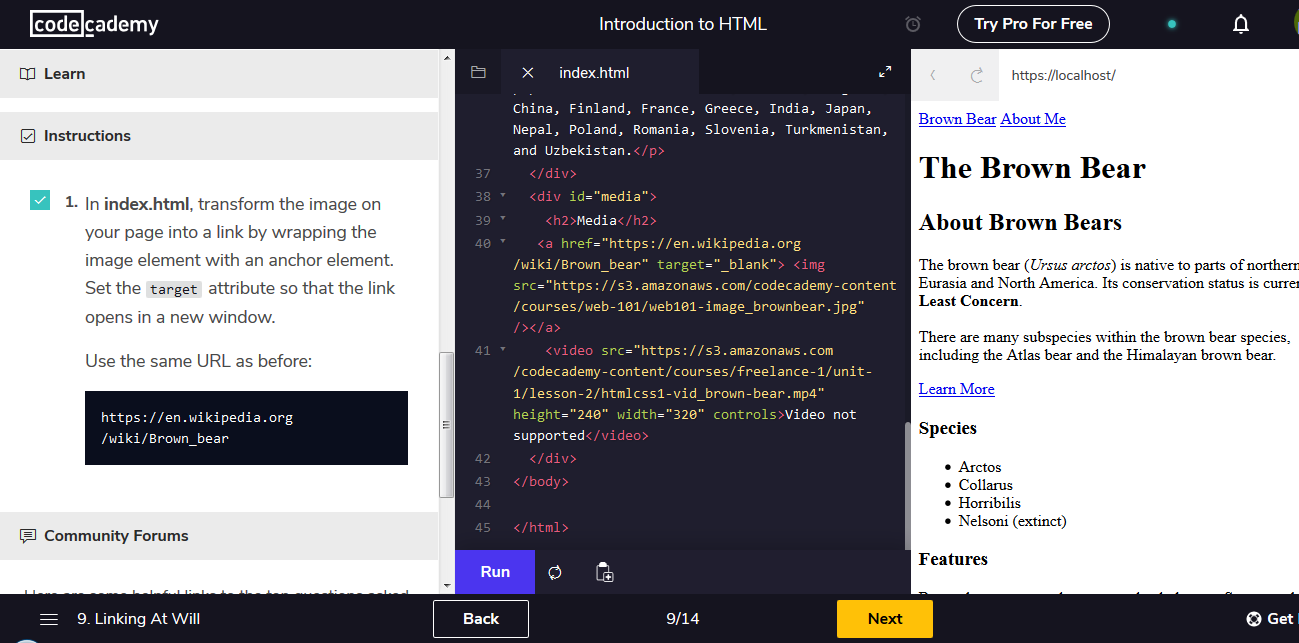 codecademy
Introduction to HTML
Try Pro For Free
Learn
Instructions
1. In index.html, transform the image on
your page into a link by wrapping the
image element with an anchor element.
Set the target attribute so that the link
opens in a new window.
Use the same URL as before:
https://en.wikipedia.org
/wiki/Brown_bear
Community Forums
Here are some helpful links to the top questions asked
index.html
China, Finland, France, Greece, India, Japan,
Nepal, Poland, Romania, Slovenia, Turkmenistan,
and Uzbekistan.</p>
37 </div>
38 <div id="media">
39 <h2>Media</h2>
40 <a href="https://en.wikipedia.org
/wiki/Brown_bear" target="_blank"> <img
src="https://s3.amazonaws.com/codecademy-content
/courses/web-101/web101-image_brownbear.jpg"
/></a>
41 <video src="https://s3.amazonaws.com
/codecademy-content/courses/freelance-1/unit-
1/lesson-2/htmlcss1-vid_brown-bear.mp4"
height="240" width="320" controls>Video not
supported</video>
42 </div>
43 </body>
44
45 </html>
Run
https://localhost/
Brown Bear About Me
The Brown Bear
About Brown Bears
The brown bear (Ursus arctos) is native to parts of northern
Eurasia and North America. Its conservation status is curre
Least Concern.
There are many subspecies within the brown bear species,
including the Atlas bear and the Himalayan brown bear.
Learn More
Species
Arctos
Collarus
Horribilis
Nelsoni (extinct)
Features
9. Linking At Will
Back
9/14
Next
Get